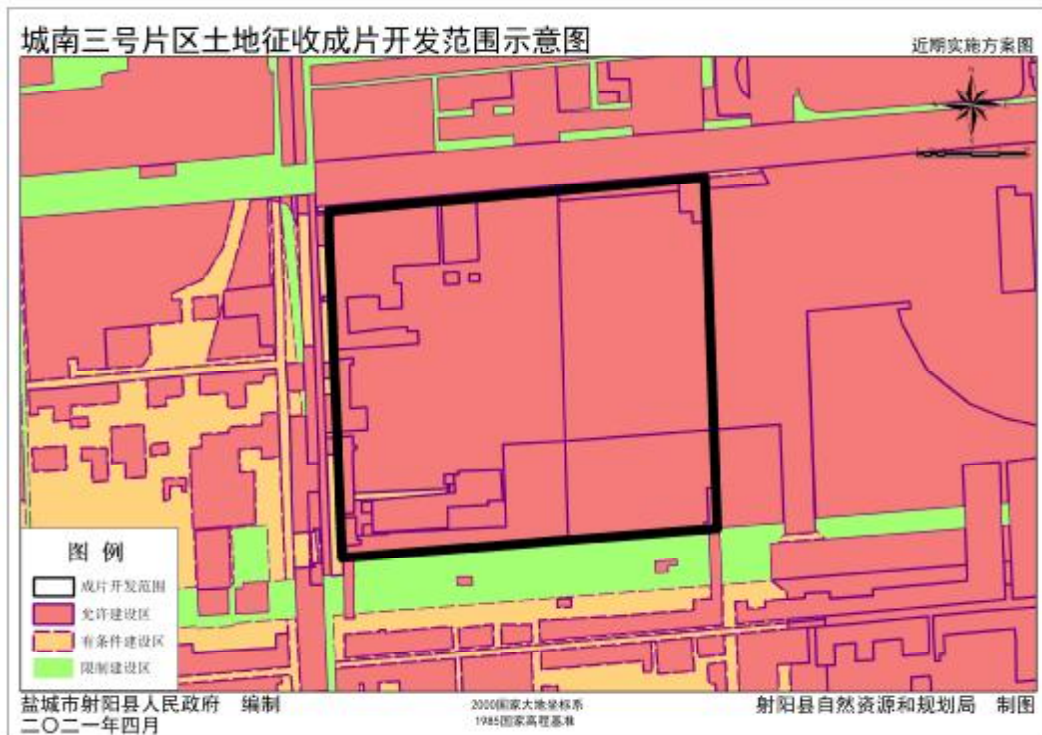 城南三号片区土地征收成片开发范围示意图
近期实施方案图
图 例
成片开发范围
允许建设区
有条件建设区
限制建设区
盐城市射阳县人民政府 编制
二〇二一年四月
2000国家大地坐标系
1985国家高程基准
射阳县自然资源和规划局 制图